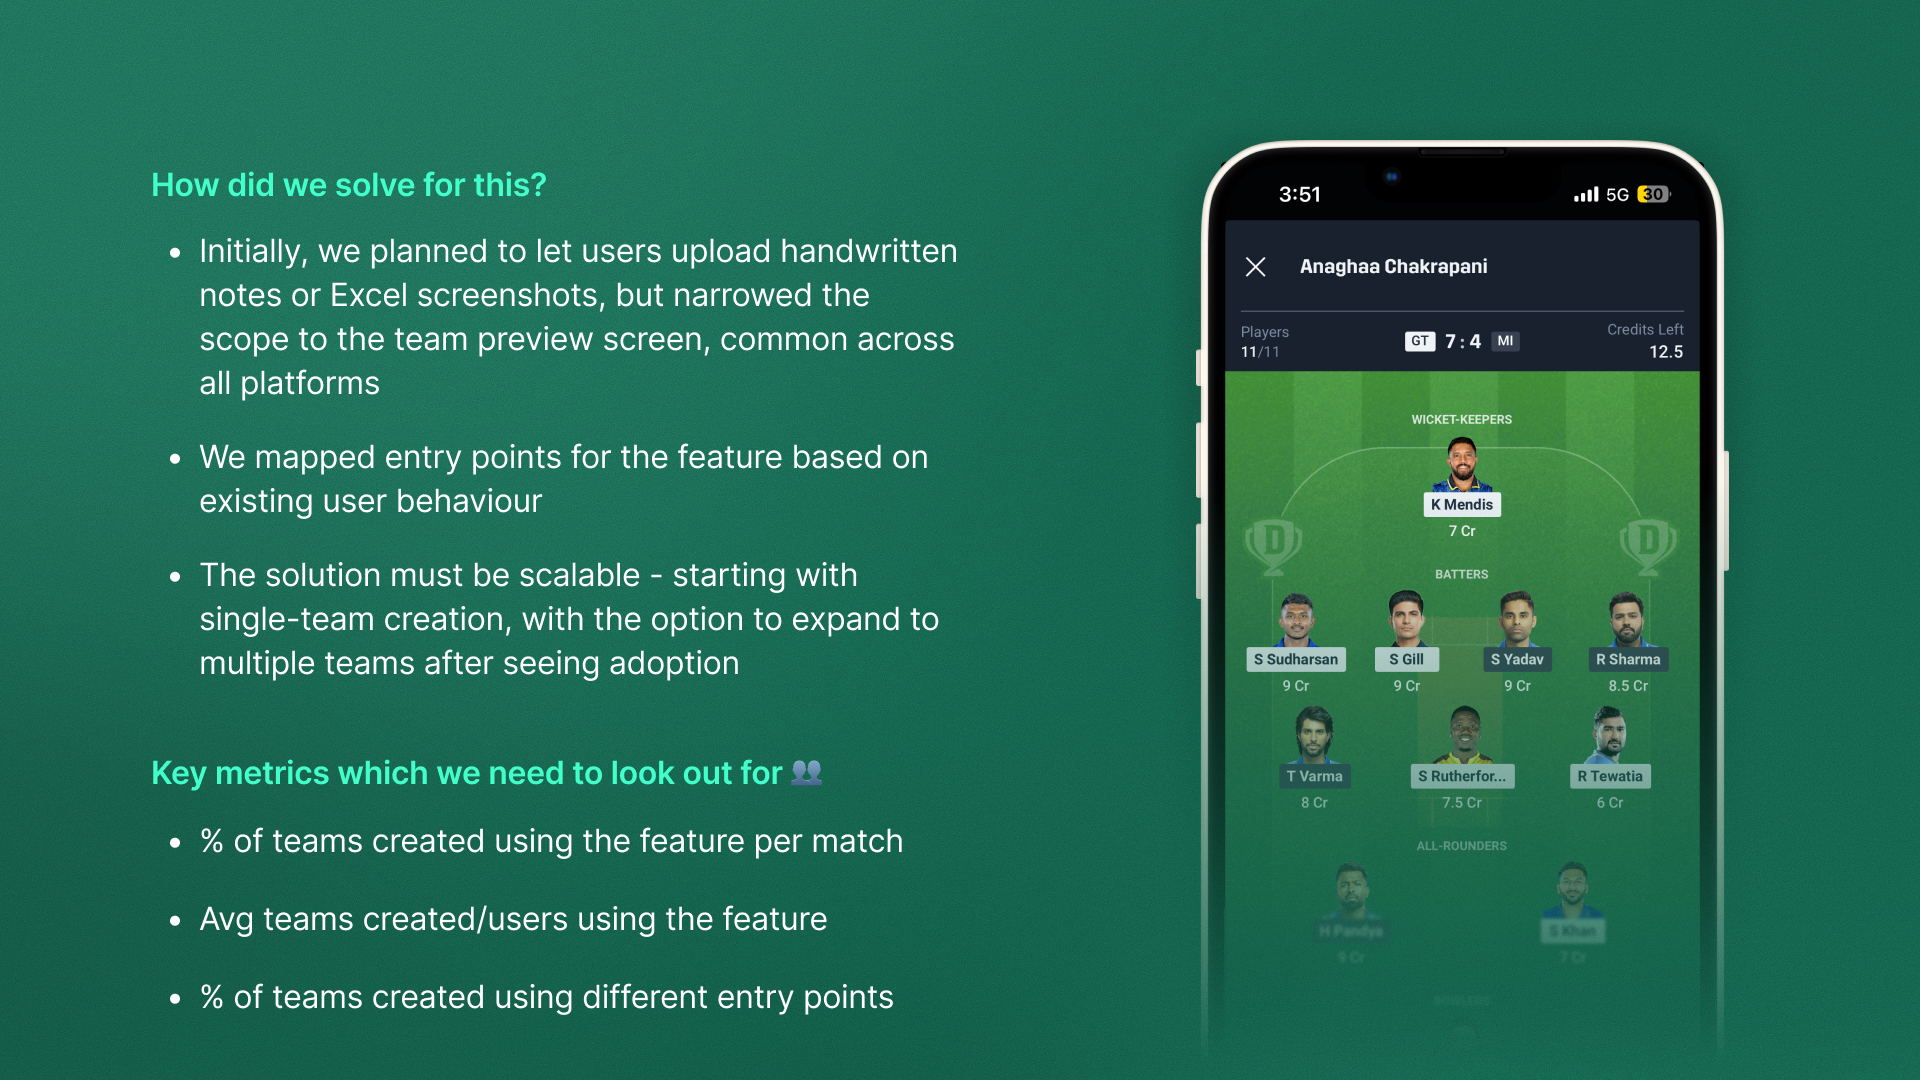 How did we solve for this?
Initially, we planned to let users upload handwritten
notes or Excel screenshots, but narrowed the
scope to the team preview screen, common across
all platforms
We mapped entry points for the feature based on
existing user behaviour
The solution must be scalable - starting with
single-team creation, with the option to expand to
multiple teams after seeing adoption
Key metrics which we need to look out for
% of teams created using the feature per match
Avg teams created/users using the feature
% of teams created using different entry points
3:51 5G 30
Anaghaa Chakrapani
Players Credits Left
11/11 GT 7 : 4 MI 12.5
WICKET-KEEPERS
D D
K Mendis
7 Cr
BATTERS
S Sudharsan S Gill S Yadav R Sharma
9 Cr 9 Cr 9 Cr 8.5 Cr
T Varma S Rutherfor... R Tewatia
8 Cr 7.5 Cr 6 Cr
ALL-ROUNDERS
H Pandya S Khan
9 Cr 7 Cr
BOWLERS